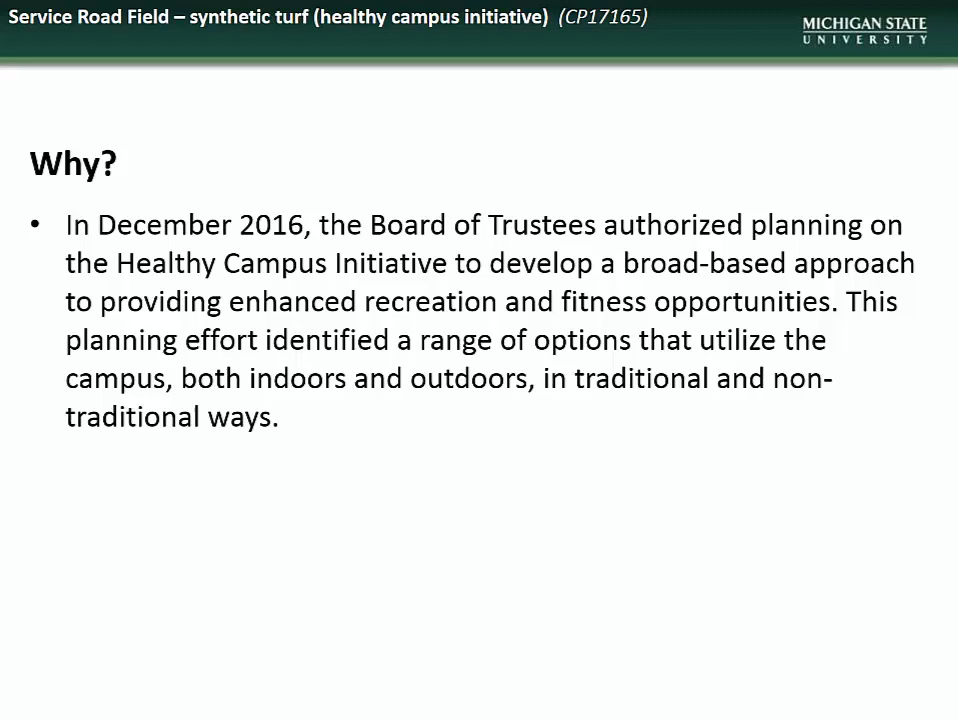 Service Road Field – synthetic turf (healthy campus initiative) (CP17165)
MICHIGAN STATE
UNIVERSITY
Why?
• In December 2016, the Board of Trustees authorized planning on
the Healthy Campus Initiative to develop a broad-based approach
to providing enhanced recreation and fitness opportunities. This
planning effort identified a range of options that utilize the
campus, both indoors and outdoors, in traditional and non-
traditional ways.